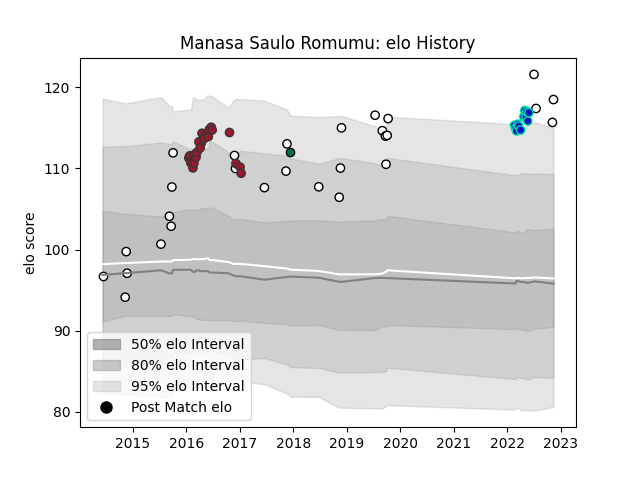 Manasa Saulo Romumu: elo History
elo score
120
110
100
90
80
50% elo Interval
80% elo Interval
95% elo Interval
Post Match elo
2015 2016 2017 2018 2019 2020 2021 2022 2023